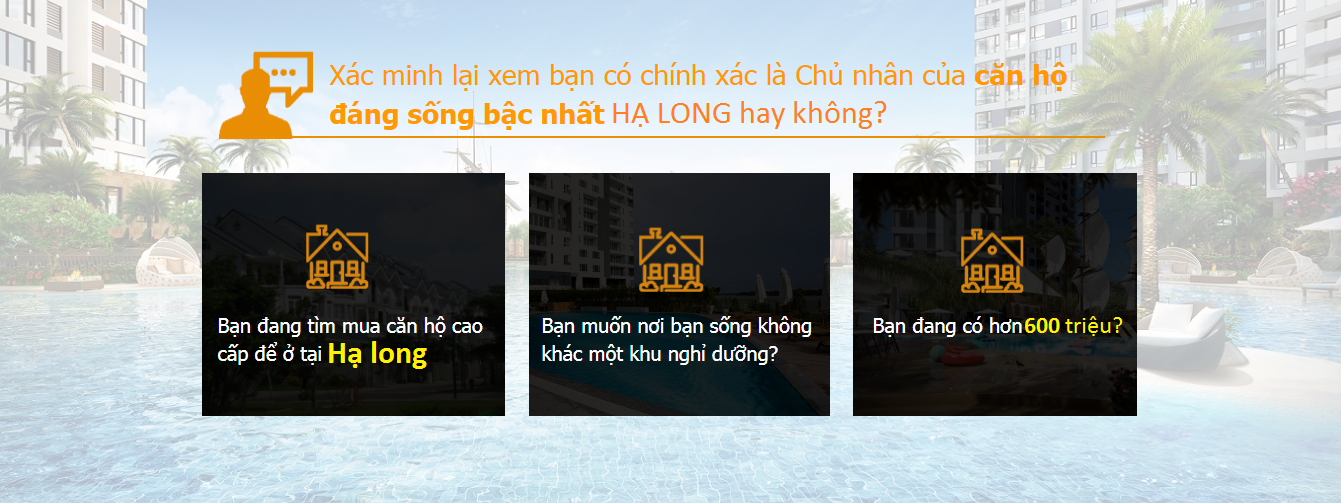 Xác minh lại xem bạn có chính xác là Chủ nhân của căn hộ
đáng sống bậc nhất HẠ LONG hay không?
Bạn đang tìm mua căn hộ cao
cấp để ở tại Hạ long
Bạn muốn nơi bạn sống không
khác một khu nghỉ dưỡng?
Bạn đang có hơn 600 triệu?